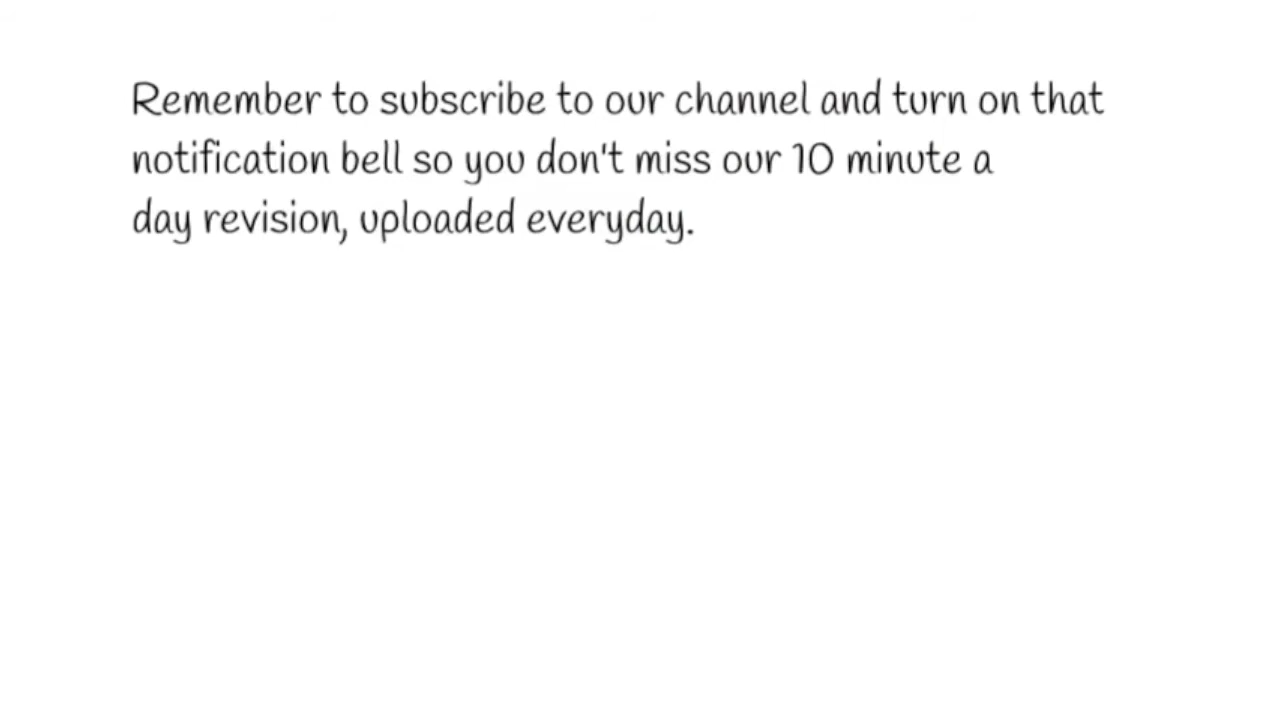 Remember to subscribe to our channel and turn on that
notification bell so you don't miss our 10 minute a
day revision, uploaded everyday.